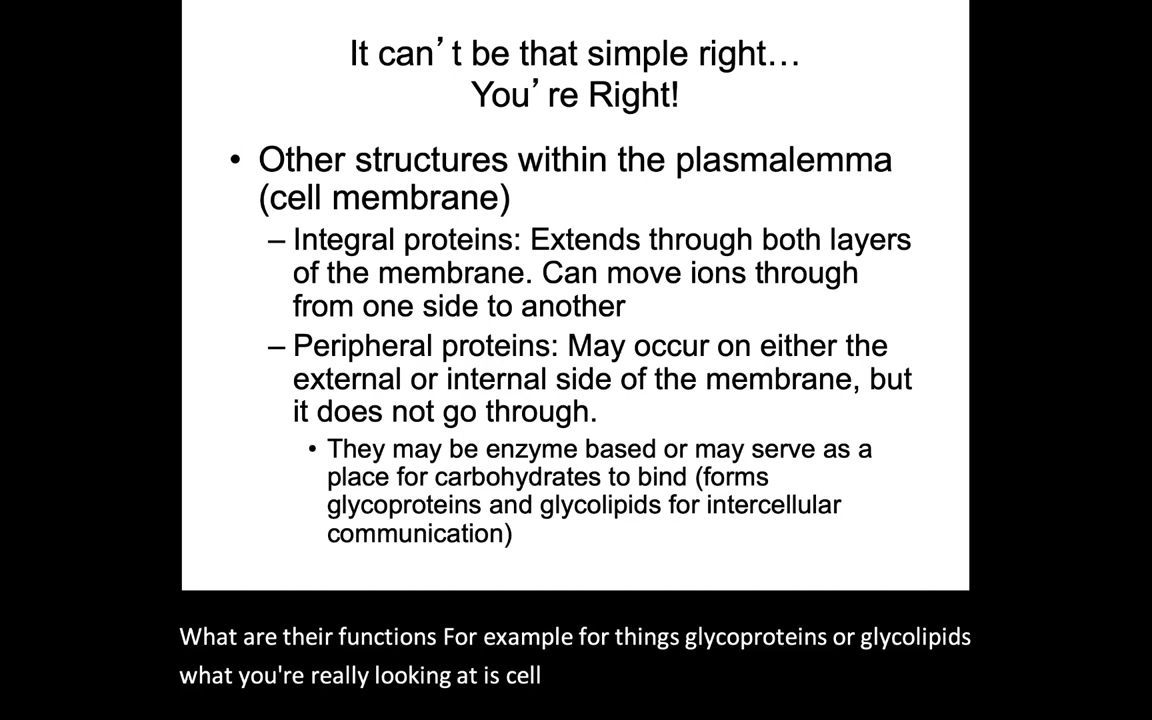 It can’t be that simple right…
You’re Right!
• Other structures within the plasmalemma
(cell membrane)
– Integral proteins: Extends through both layers
of the membrane. Can move ions through
from one side to another
– Peripheral proteins: May occur on either the
external or internal side of the membrane, but
it does not go through.
• They may be enzyme based or may serve as a
place for carbohydrates to bind (forms
glycoproteins and glycolipids for intercellular
communication)
What are their functions For example for things glycoproteins or glycolipids
what you're really looking at is cell